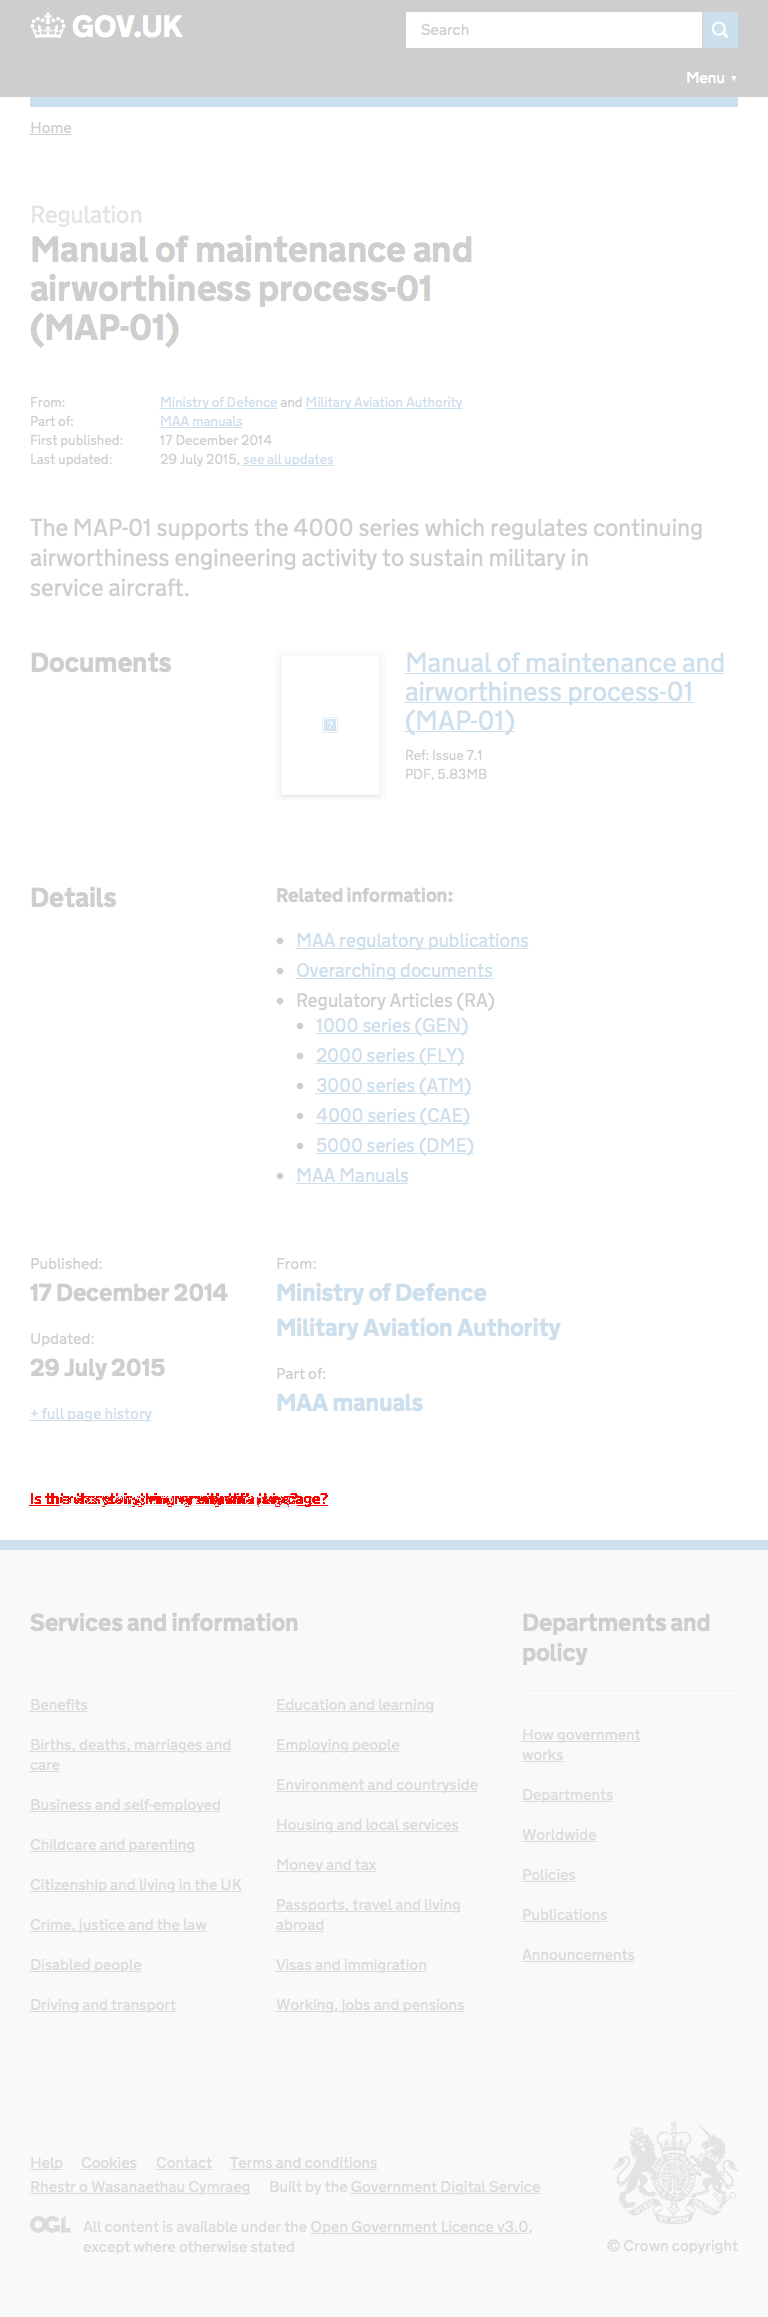 GOV.UK
Search
Menu ▼
Home
Regulation
Manual of maintenance and
airworthiness process-01
(MAP-01)
From: Ministry of Defence and Military Aviation Authority
Part of: MAA manuals
First published: 17 December 2014
Last updated: 29 July 2015, see all updates
The MAP-01 supports the 4000 series which regulates continuing
airworthiness engineering activity to sustain military in
service aircraft.
Documents
Manual of maintenance and
airworthiness process-01
(MAP-01)
Ref: Issue 7.1
PDF, 5.83MB
Details
Related information:
• MAA regulatory publications
• Overarching documents
• Regulatory Articles (RA)
• 1000 series (GEN)
• 2000 series (FLY)
• 3000 series (ATM)
• 4000 series (CAE)
• 5000 series (DME)
• MAA Manuals
Published:
17 December 2014
Updated:
29 July 2015
+ full page history
From:
Ministry of Defence
Military Aviation Authority
Part of:
MAA manuals
Services and information
Benefits
Births, deaths, marriages and
care
Business and self-employed
Childcare and parenting
Citizenship and living in the UK
Crime, justice and the law
Disabled people
Driving and transport
Education and learning
Employing people
Environment and countryside
Housing and local services
Money and tax
Passports, travel and living
abroad
Visas and immigration
Working, jobs and pensions
Departments and
policy
How government
works
Departments
Worldwide
Policies
Publications
Announcements
Help Cookies Contact Terms and conditions
Rhestr o Wasanaethau Cymraeg Built by the Government Digital Service
OGL All content is available under the Open Government Licence v3.0,
except where otherwise stated
© Crown copyright